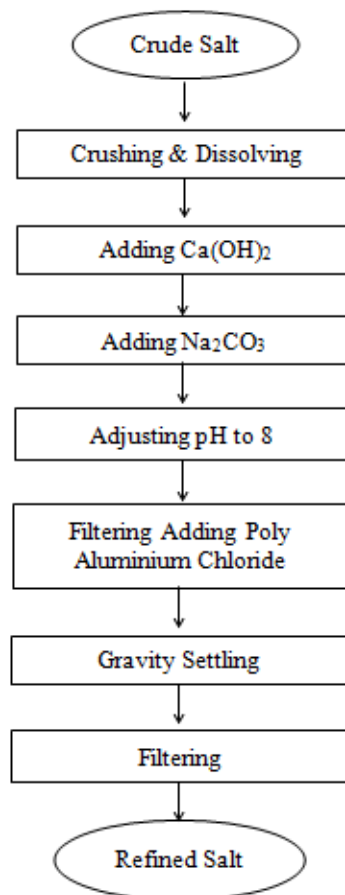 Crude Salt
Crushing & Dissolving
Adding Ca(OH)₂
Adding Na₂CO₃
Adjusting pH to 8
Filtering Adding Poly
Aluminium Chloride
Gravity Settling
Filtering
Refined Salt